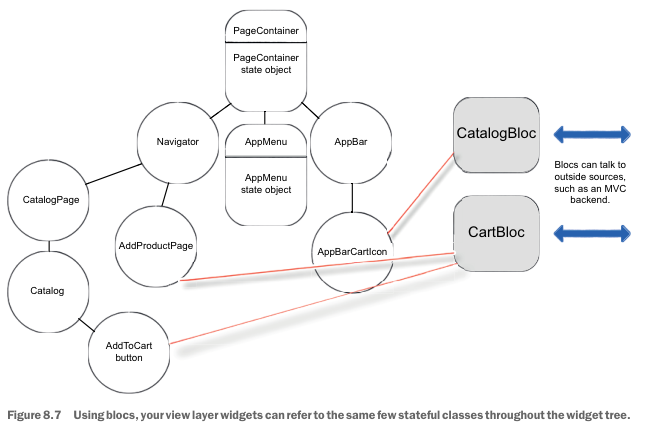 PageContainer
PageContainer
state object
Navigator
AppMenu
AppMenu
state object
AppBar
CatalogBloc
Blocs can talk to
outside sources,
such as an MVC
backend.
CatalogPage
AddProductPage
AppBarCartIcon
CartBloc
Catalog
AddToCart
button
Figure 8.7 Using blocs, your view layer widgets can refer to the same few stateful classes throughout the widget tree.